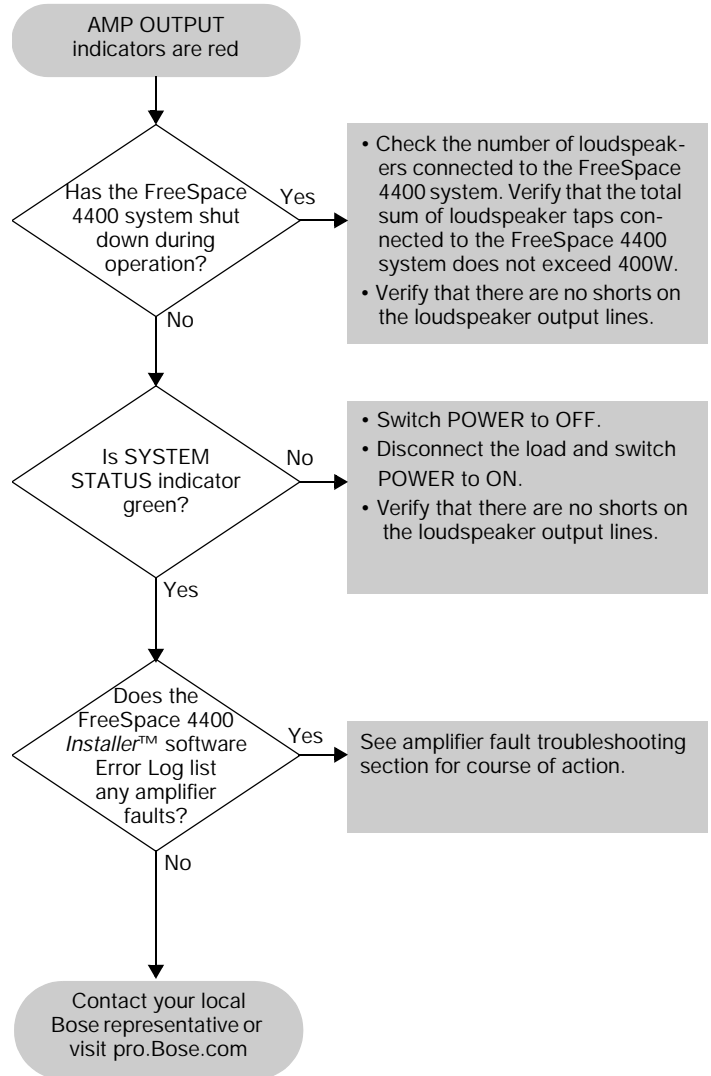 AMP OUTPUT
indicators are red
Has the FreeSpace
4400 system shut
down during
operation?
Yes
• Check the number of loudspeak-
ers connected to the FreeSpace
4400 system. Verify that the total
sum of loudspeaker taps con-
nected to the FreeSpace 4400
system does not exceed 400W.
• Verify that there are no shorts on
the loudspeaker output lines.
No
Is SYSTEM
STATUS indicator
green?
No
• Switch POWER to OFF.
• Disconnect the load and switch
POWER to ON.
• Verify that there are no shorts on
the loudspeaker output lines.
Yes
Does the
FreeSpace 4400
Installer™ software
Error Log list
any amplifier
faults?
Yes
See amplifier fault troubleshooting
section for course of action.
No
Contact your local
Bose representative or
visit pro.Bose.com